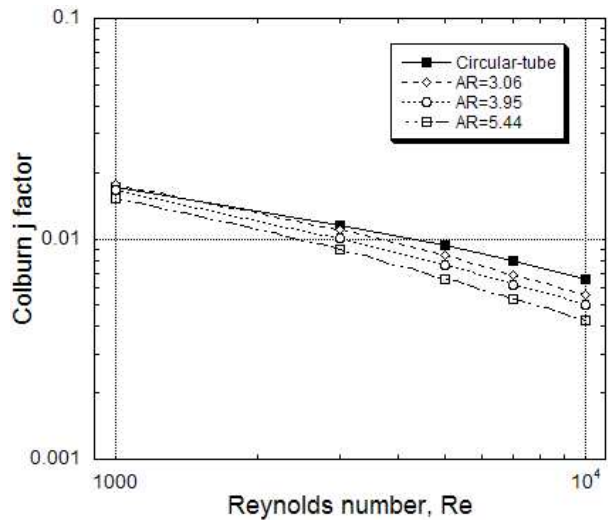 0.1
Circular-tube
AR=3.06
AR=3.95
AR=5.44
Colburn j factor
0.01
0.001
1000
10⁴
Reynolds number, Re